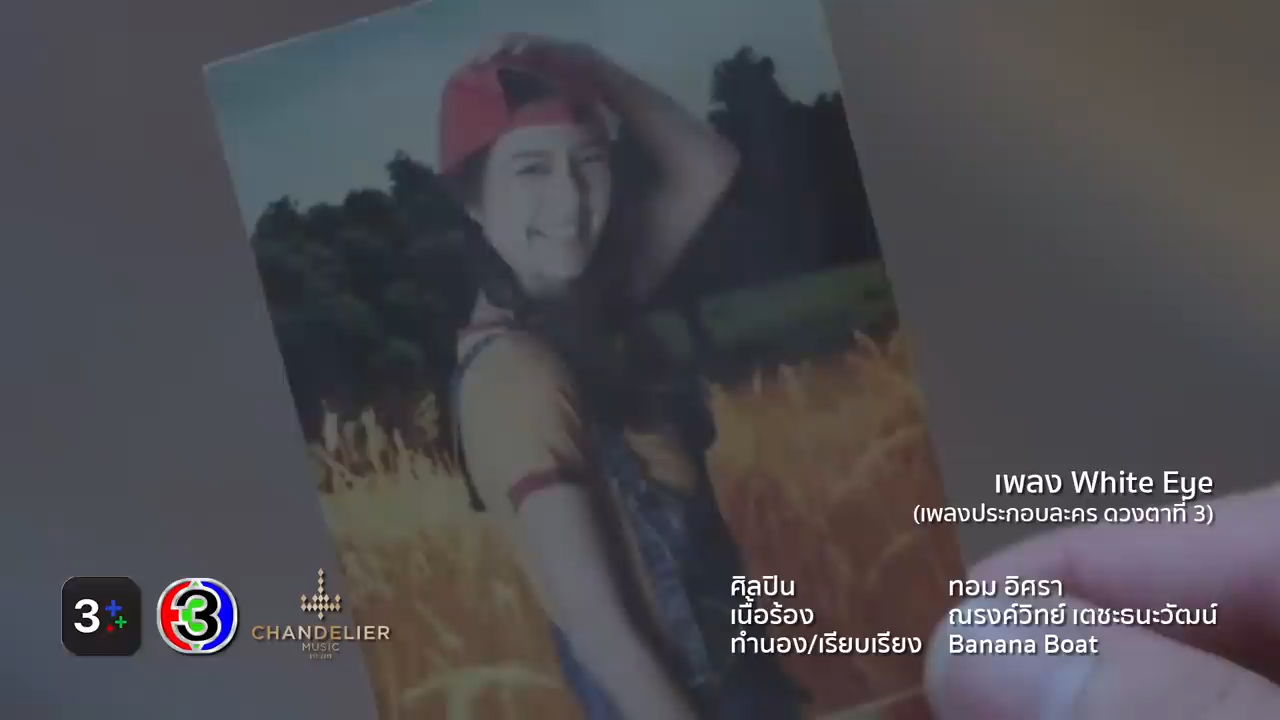 เพลง White Eye
(เพลงประกอบละคร ดวงตาที่ 3)
ศิลปิน ทอม อิศรา
เนื้อร้อง ณรงค์วิทย์ เตชะธนะวัฒน์
ทำนอง/เรียบเรียง Banana Boat
3+
3
CHANDELIER
MUSIC